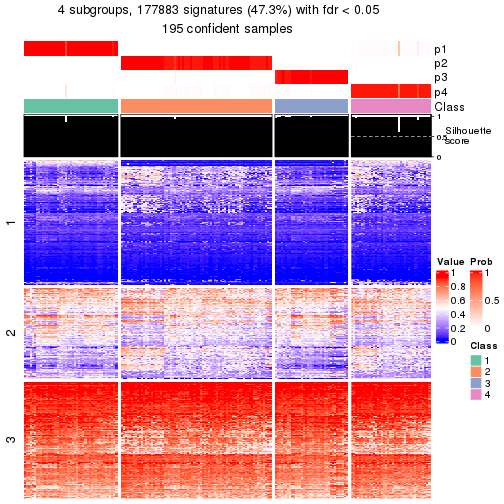 4 subgroups, 177883 signatures (47.3%) with fdr < 0.05
195 confident samples
p1
p2
p3
p4
Class
1
0.5
0
Silhouette
score
1
2
3
Value
1
0.8
0.6
0.4
0.2
0
Prob
1
0.5
0
Class
1
2
3
4